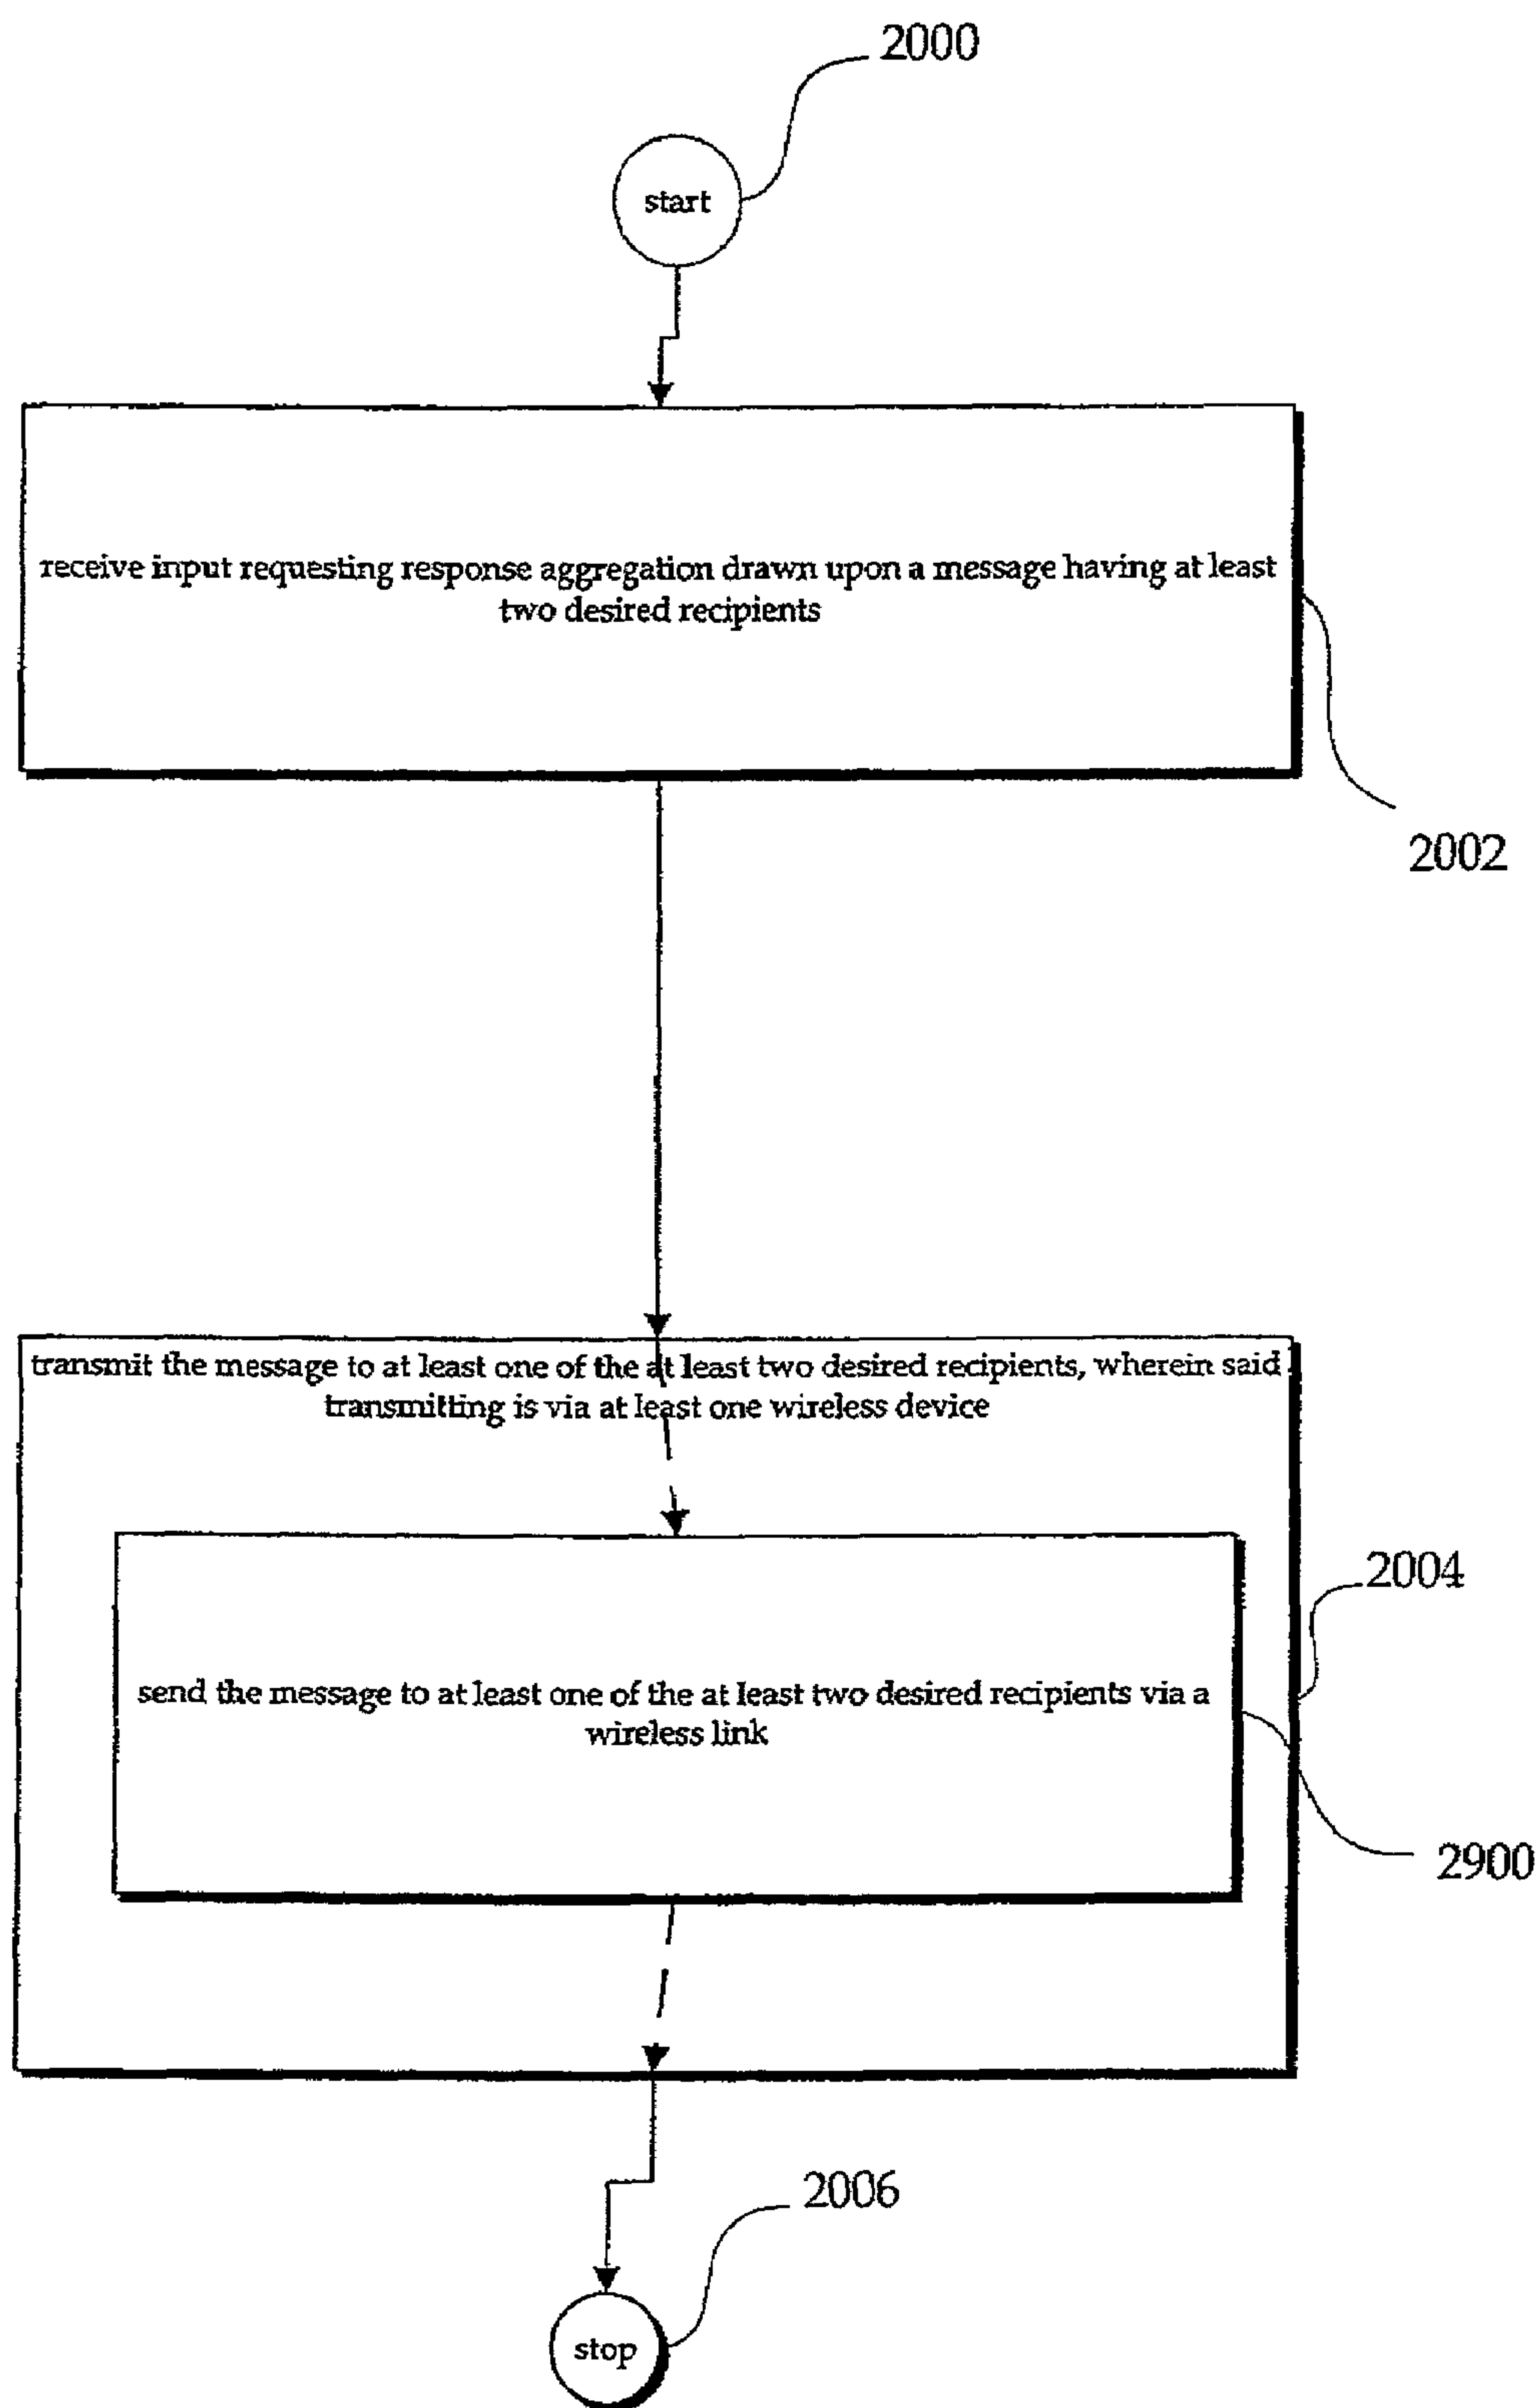 2000
start
receive input requesting response aggregation drawn upon a message having at least
two desired recipients
2002
transmit the message to at least one of the at least two desired recipients, wherein said
transmitting is via at least one wireless device
2004
send the message to at least one of the at least two desired recipients via a
wireless link
2900
2006
stop